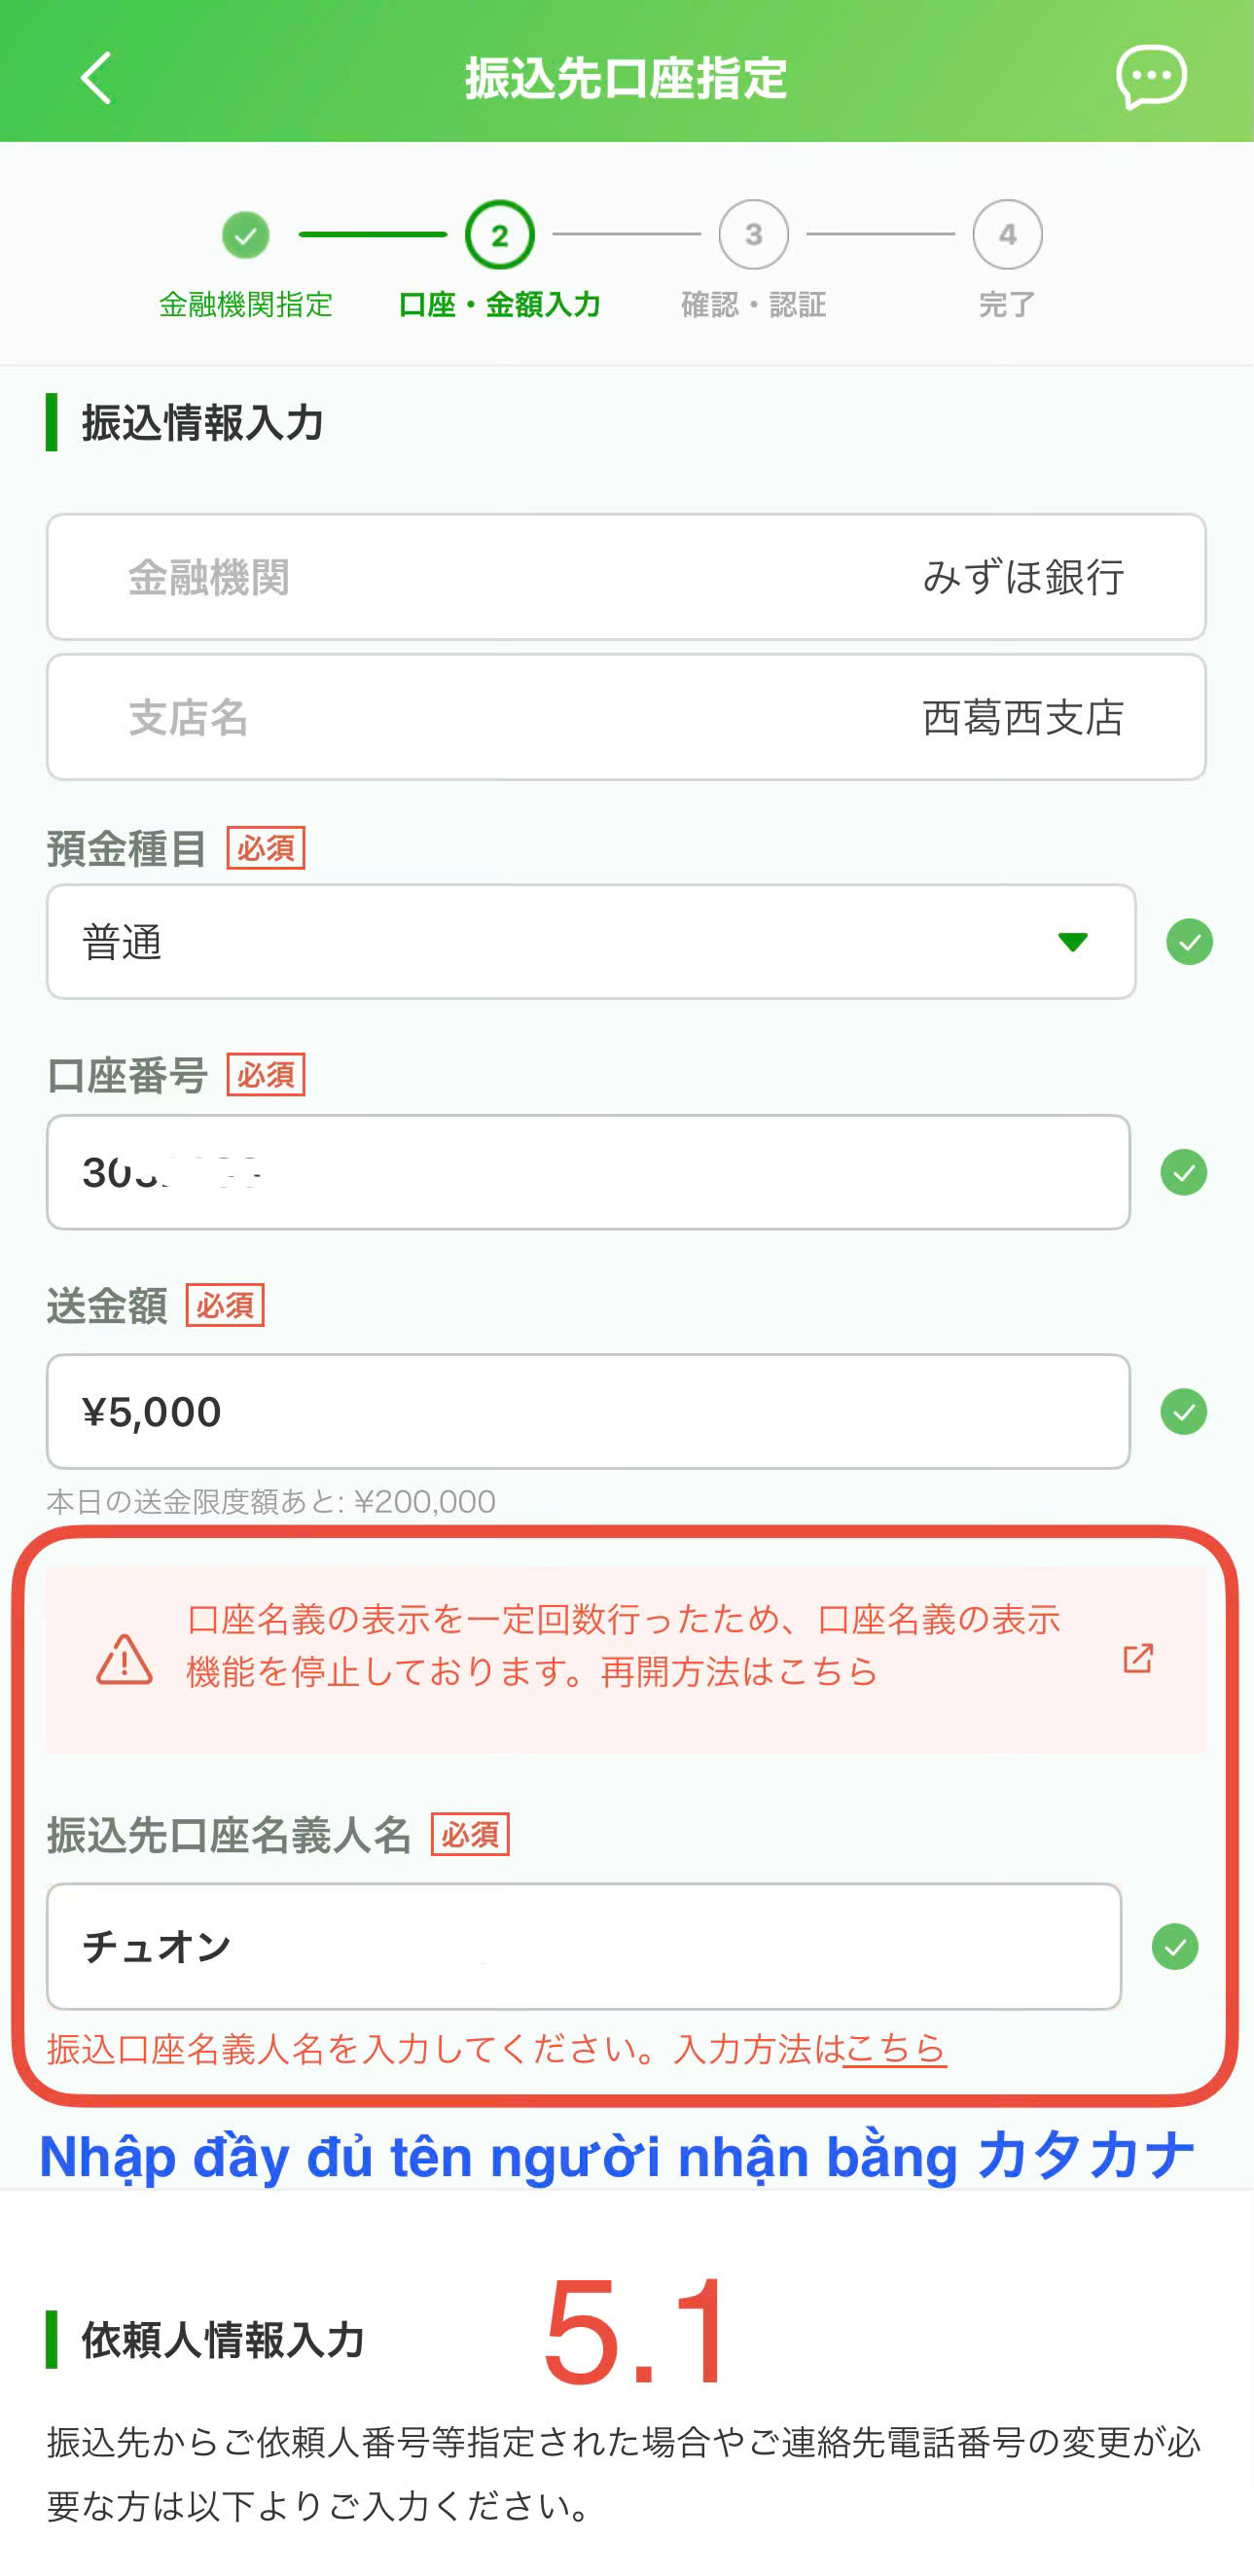 振込先口座指定
2 3 4
金融機関指定 口座・金額入力 確認・認証 完了
振込情報入力
金融機関 みずほ銀行
支店名 西葛西支店
預金種目 必須
普通
口座番号 必須
送金額 必須
¥5,000
本日の送金限度額あと: ¥200,000
口座名義の表示を一定回数行ったため、口座名義の表示
機能を停止しております。再開方法はこちら
振込先口座名義人名 必須
チュオン
振込口座名義人名を入力してください。入力方法はこちら
Nhập đầy đủ tên người nhận bằng カタカナ
5.1
依頼人情報入力
振込先からご依頼人番号等指定された場合やご連絡先電話番号の変更が必
要な方は以下よりご入力ください。